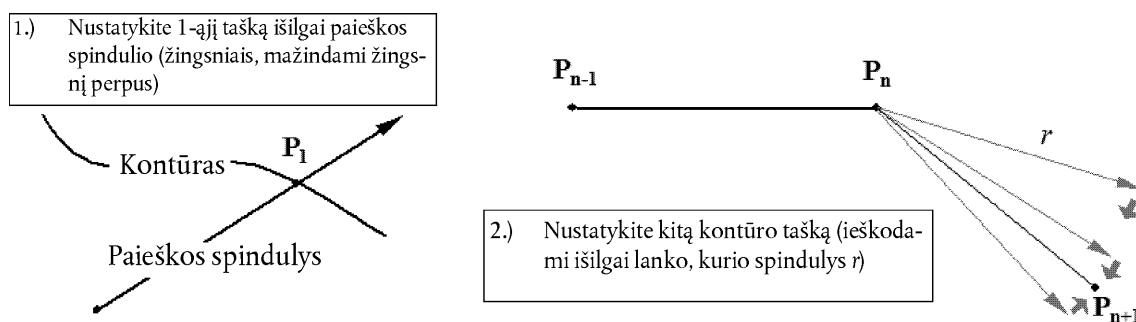 1.) Nustatykite 1-ąjį tašką išilgai paieškos
spindulio (žingsniais, mažindami žings-
nį perpus)
P1
Kontūras
Paieškos spindulys
Pn-1
Pn
r
2.) Nustatykite kitą kontūro tašką (ieškoda-
mi išilgai lanko, kurio spindulys r)
Pn+1